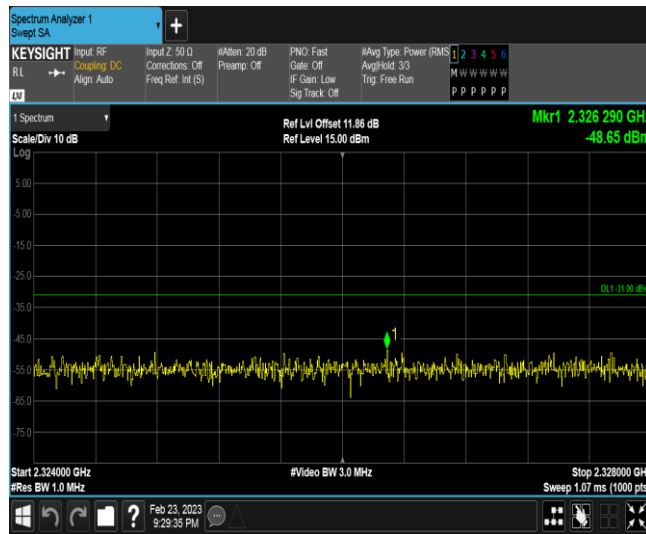 Spectrum Analyzer 1
Swept SA
+
KEYSIGHT
RL
LXI
Input: RF
Coupling: DC
Align: Auto
Input Z: 50 Ω
Corrections: Off
Freq Ref: Int (S)
#Atten: 20 dB
Preamp: Off
PNO: Fast
Gate: Off
IF Gain: Low
Sig Track: Off
#Avg Type: Power (RMS
Avg|Hold: 3/3
Trig: Free Run
1 2 3 4 5 6
M W W W W W
P P P P P P
1 Spectrum
Scale/Div 10 dB
Log
Ref Lvl Offset 11.86 dB
Ref Level 15.00 dBm
Mkr1 2.326 290 GHz
-48.65 dBm
5.00
-5.00
-15.0
-25.0
DL1 -31.00 dBm
-35.0
1
-45.0
-55.0
-65.0
-75.0
Start 2.324000 GHz
#Res BW 1.0 MHz
#Video BW 3.0 MHz
Stop 2.328000 GHz
Sweep 1.07 ms (1000 pts
?
Feb 23, 2023
9:29:35 PM